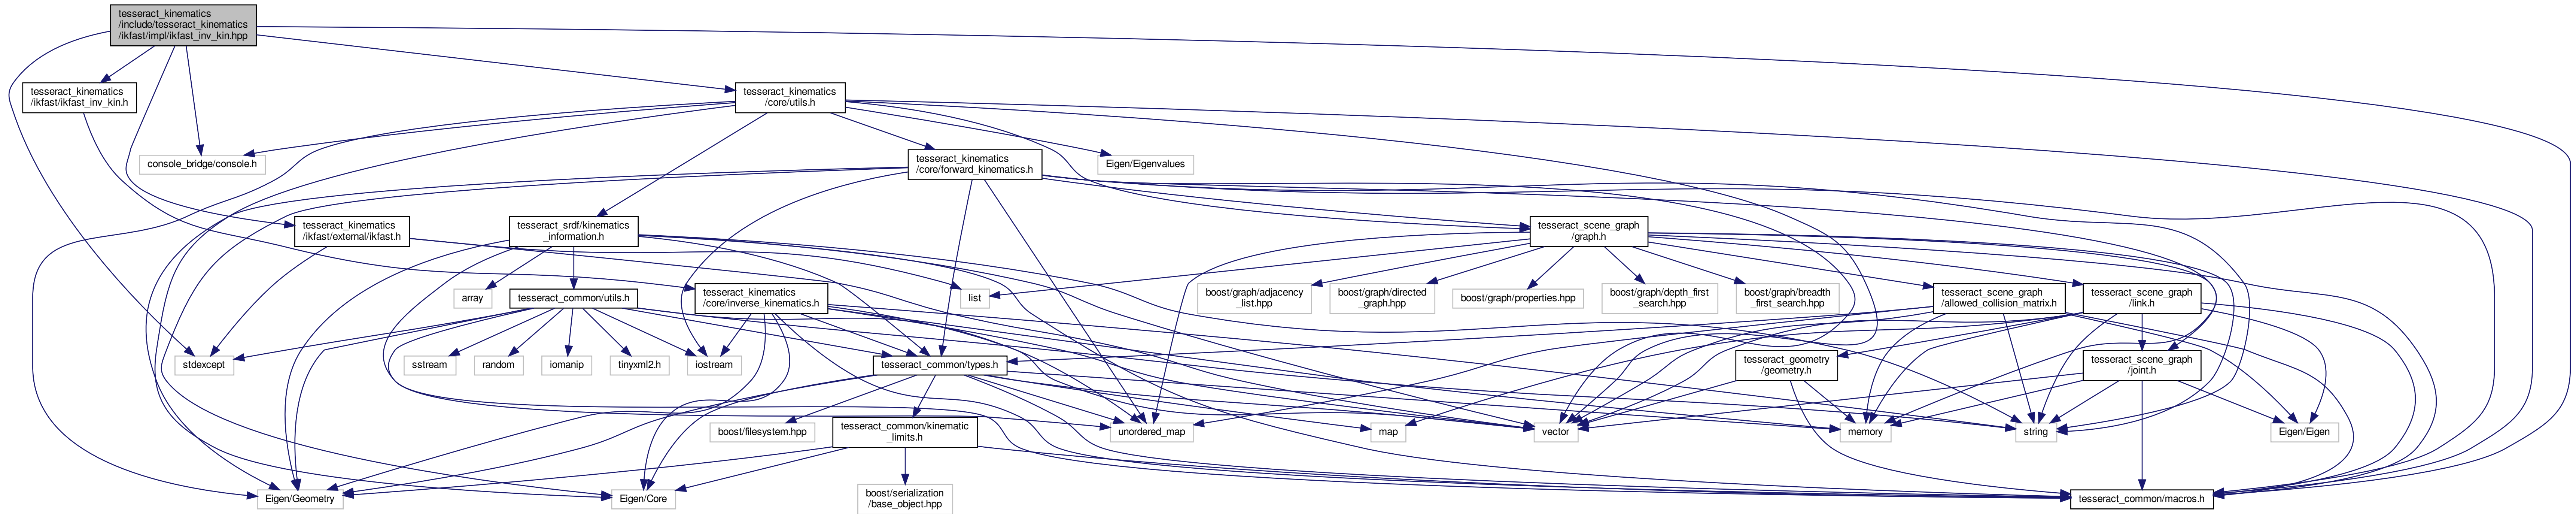 tesseract_kinematics
/include/tesseract_kinematics
/ikfast/impl/ikfast_inv_kin.hpp
tesseract_kinematics
/ikfast/ikfast_inv_kin.h
tesseract_kinematics
/core/utils.h
console_bridge/console.h
tesseract_kinematics
/core/forward_kinematics.h
Eigen/Eigenvalues
tesseract_kinematics
/ikfast/external/ikfast.h
tesseract_srdf/kinematics
_information.h
tesseract_scene_graph
/graph.h
array
tesseract_common/utils.h
tesseract_kinematics
/core/inverse_kinematics.h
list
boost/graph/adjacency
_list.hpp
boost/graph/directed
_graph.hpp
boost/graph/properties.hpp
boost/graph/depth_first
_search.hpp
boost/graph/breadth
_first_search.hpp
tesseract_scene_graph
/allowed_collision_matrix.h
tesseract_scene_graph
/link.h
stdexcept
sstream
random
iomanip
tinyxml2.h
iostream
tesseract_common/types.h
tesseract_geometry
/geometry.h
tesseract_scene_graph
/joint.h
boost/filesystem.hpp
tesseract_common/kinematic
_limits.h
unordered_map
map
vector
memory
string
Eigen/Eigen
Eigen/Geometry
Eigen/Core
boost/serialization
/base_object.hpp
tesseract_common/macros.h